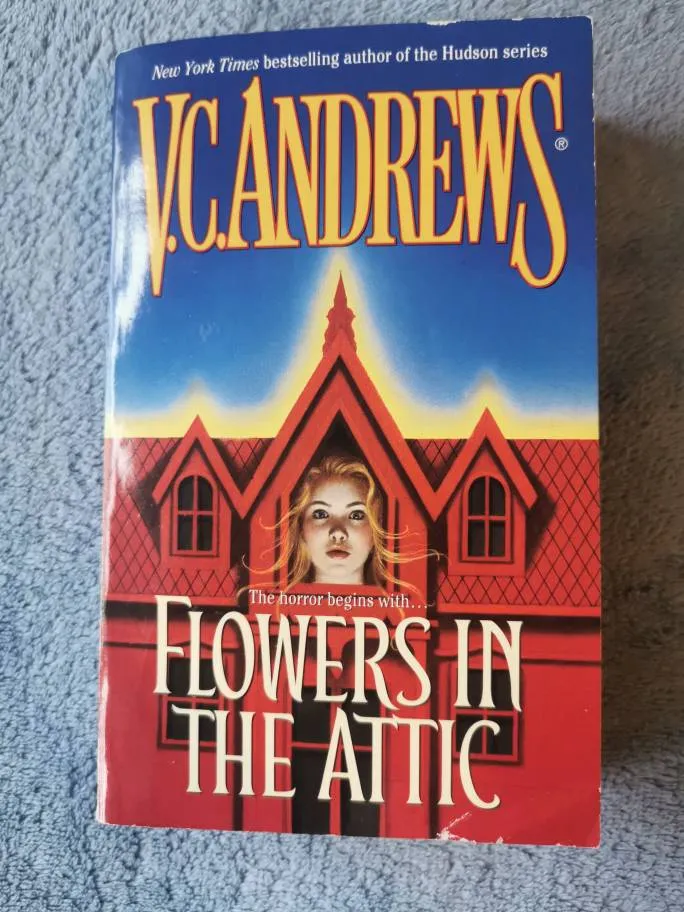 New York Times bestselling author of the Hudson series
V.C. ANDREWS®
The horror begins with...
FLOWERS IN
THE ATTIC